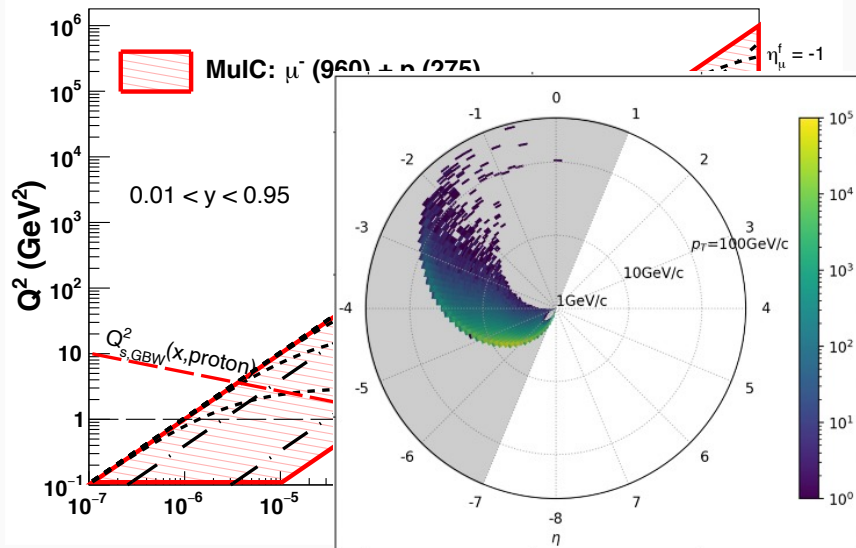 10^6
MuIC: μ^- (960) + p (275)
η_μ^f = -1
10^5
10^4
0.01 < y < 0.95
10^3
Q^2 (GeV^2)
10^2
10
Q^2_{s,GBW}(x,proton)
1
10^-1
10^-7 10^-6 10^-5
0
-1 1
-2 2
-3 3
p_T=100GeV/c
10GeV/c
1GeV/c
-4 4
-5 5
-6 6
-7 7
-8
η
10^5
10^4
10^3
10^2
10^1
10^0